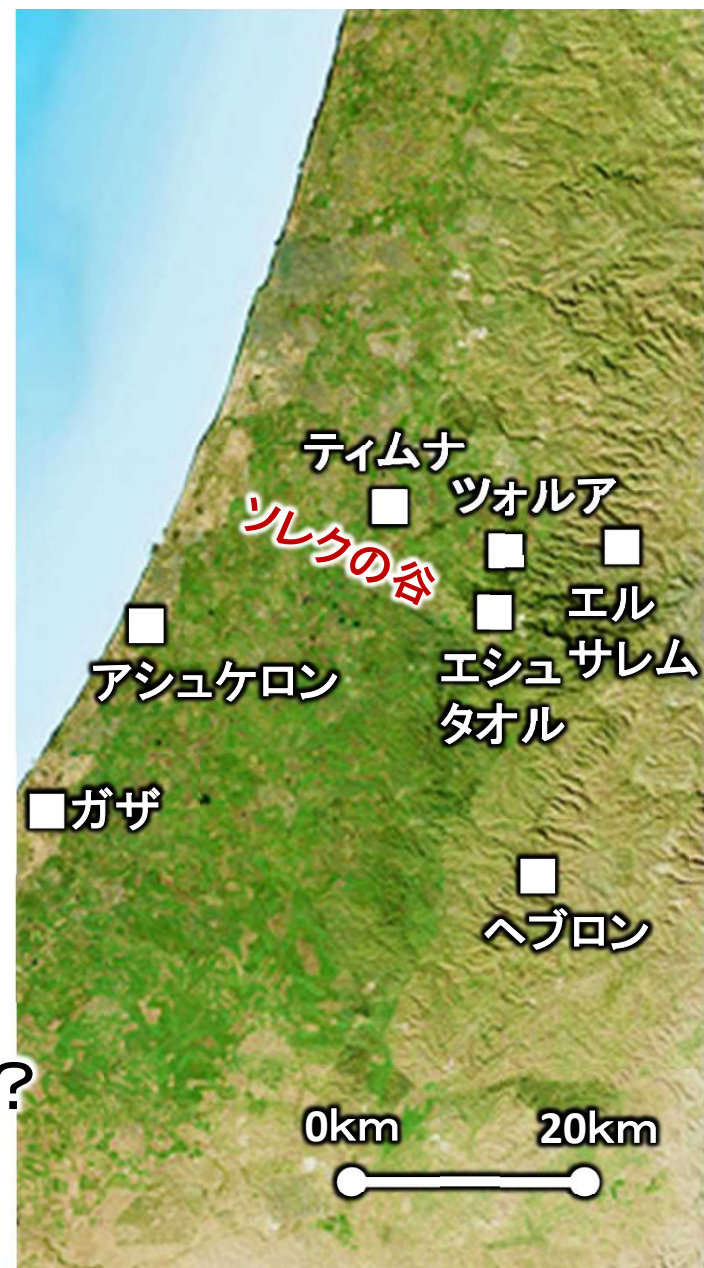 ティムナ
ツォルア
ソレクの谷
エル
サレム
アシュケロン
エシュ
タオル
ガザ
ヘブロン
?
0km
20km